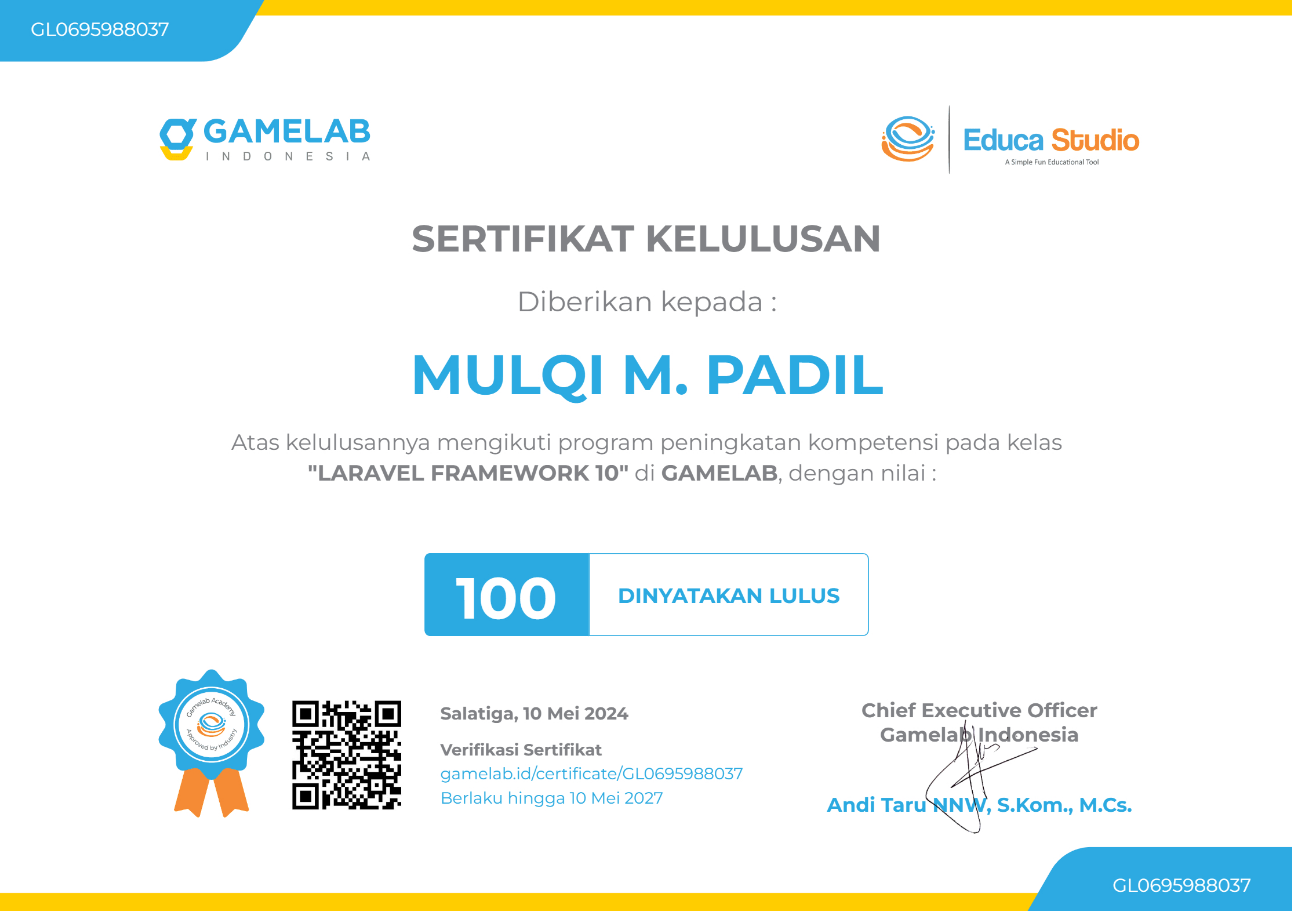 GL0695988037
GAMELAB
INDONESIA
Educa Studio
A Simple Fun Educational Tool
SERTIFIKAT KELULUSAN
Diberikan kepada :
MULQI M. PADIL
Atas kelulusannya mengikuti program peningkatan kompetensi pada kelas
"LARAVEL FRAMEWORK 10" di GAMELAB, dengan nilai :
100
DINYATAKAN LULUS
Gamelab Academy
Approved by Industry
Salatiga, 10 Mei 2024
Verifikasi Sertifikat
gamelab.id/certificate/GL0695988037
Berlaku hingga 10 Mei 2027
Chief Executive Officer
Gamelab Indonesia
Andi Taru NNW, S.Kom., M.Cs.
GL0695988037